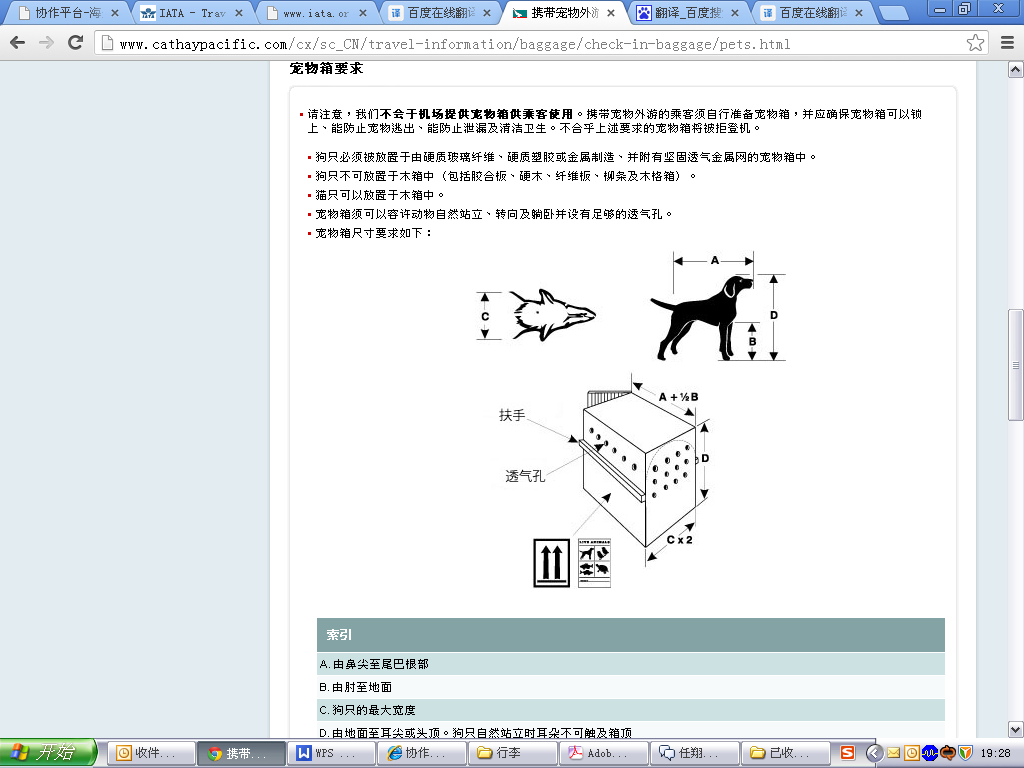 协作平台-海
IATA - Trav
www.iata.or
百度在线翻译
携带宠物外游
翻译_百度搜
百度在线翻译
www.cathaypacific.com/cx/sc_CN/travel-information/baggage/check-in-baggage/pets.html
宠物箱要求
请注意，我们不会于机场提供宠物箱供乘客使用。携带宠物外游的乘客须自行准备宠物箱，并应确保宠物箱可以锁
上、能防止宠物逃出、能防止泄漏及清洁卫生。不合乎上述要求的宠物箱将被拒登机。
狗只必须被放置于由硬质玻璃纤维、硬质塑胶或金属制造、并附有坚固透气金属网的宠物箱中。
狗只不可放置于木箱中（包括胶合板、硬木、纤维板、柳条及木格箱）。
猫只可以放置于木箱中。
宠物箱须可以容许动物自然站立、转向及躺卧并设有足够的透气孔。
宠物箱尺寸要求如下：
A
C
D
B
A + ½ B
扶手
D
透气孔
C x 2
LIVE ANIMALS
索引
A. 由鼻尖至尾巴根部
B. 由肘至地面
C. 狗只的最大宽度
D. 由地面至耳尖或头顶。狗只自然站立时耳朵不可触及箱顶
开始
收件...
携带...
WPS ...
协作...
行李
Adob...
任翔...
已收...
19:28